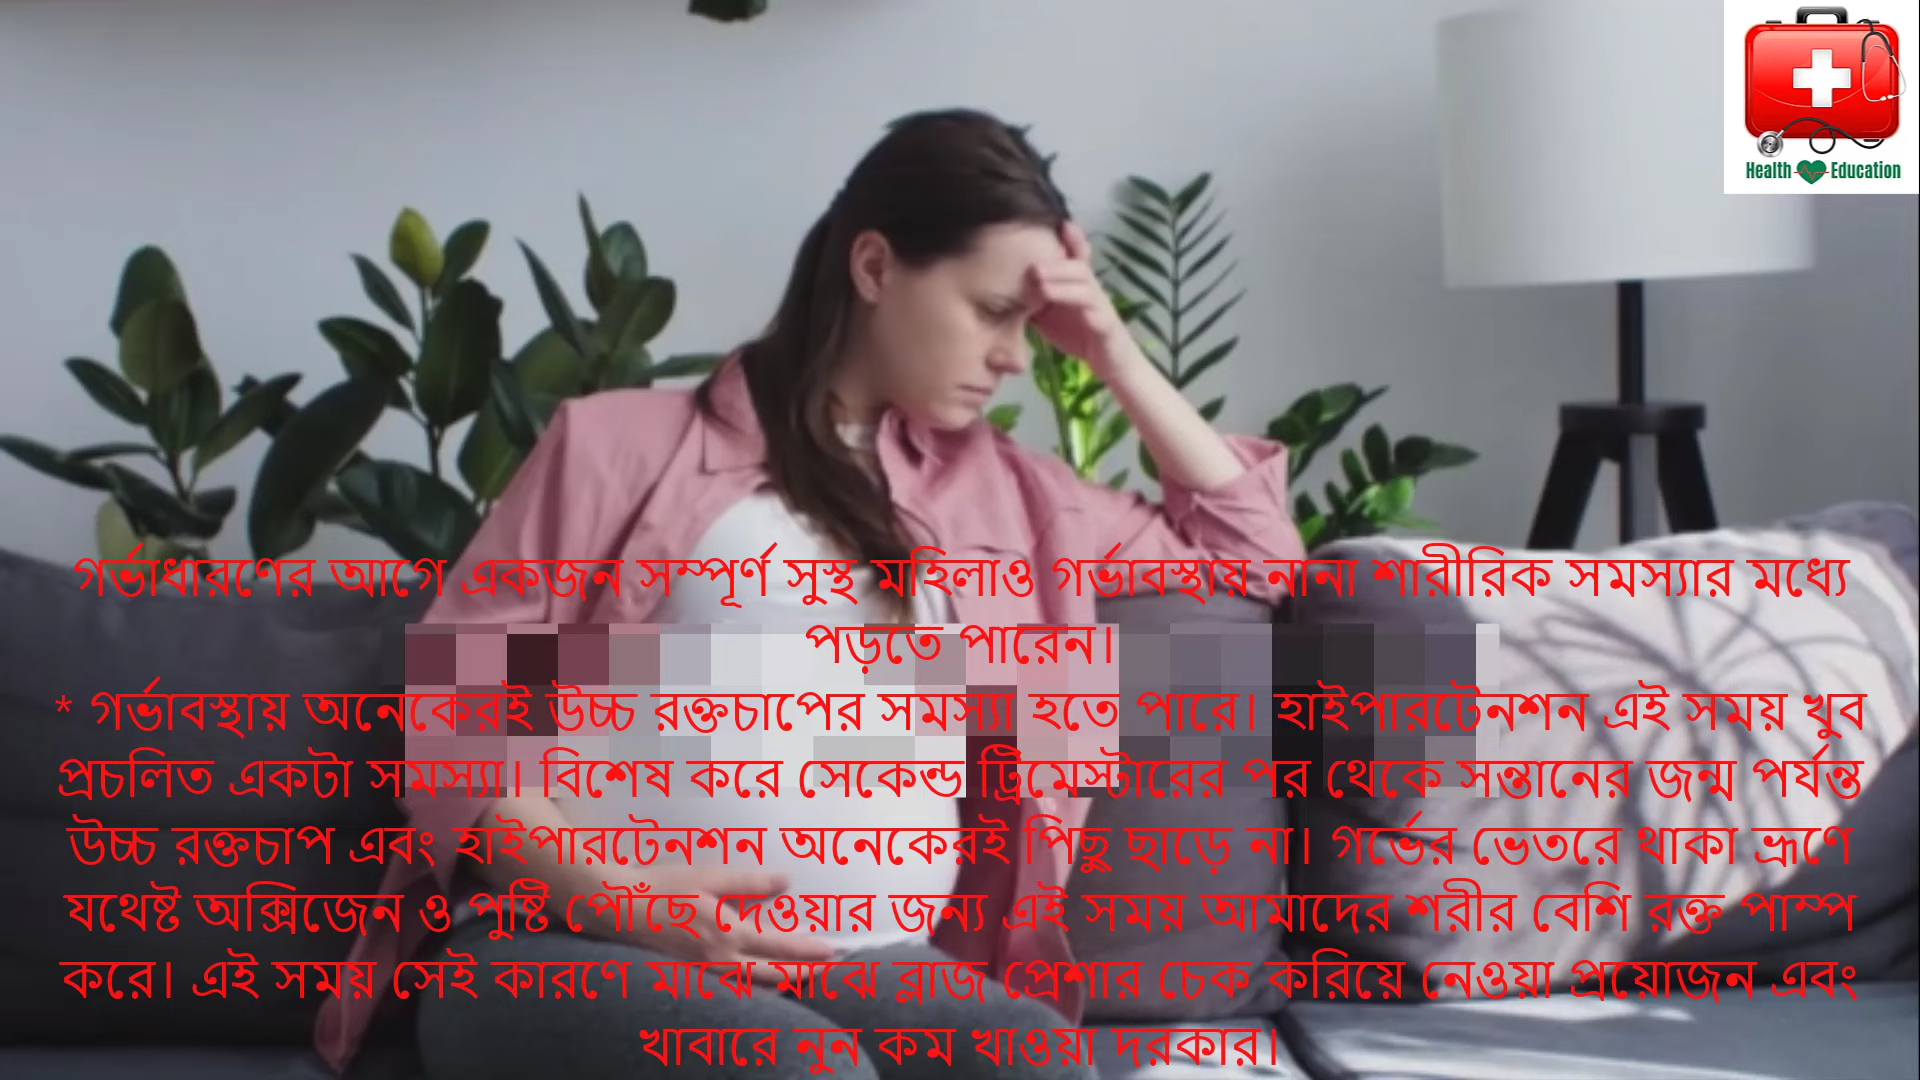 Health Education
গর্ভাধারণের আগে একজন সম্পূর্ণ সুস্থ মহিলাও গর্ভাবস্থায় নানা শারীরিক সমস্যার মধ্যে
পড়তে পারেন।
* গর্ভাবস্থায় অনেকেরই উচ্চ রক্তচাপের সমস্যা হতে পারে। হাইপারটেনশন এই সময় খুব
প্রচলিত একটা সমস্যা। বিশেষ করে সেকেন্ড ট্রিমেস্টারের পর থেকে সন্তানের জন্ম পর্যন্ত
উচ্চ রক্তচাপ এবং হাইপারটেনশন অনেকেরই পিছু ছাড়ে না। গর্ভের ভেতরে থাকা ভ্রূণে
যথেষ্ট অক্সিজেন ও পুষ্টি পৌঁছে দেওয়ার জন্য এই সময় আমাদের শরীর বেশি রক্ত পাম্প
করে। এই সময় সেই কারণে মাঝে মাঝে ব্লাজ প্রেশার চেক করিয়ে নেওয়া প্রয়োজন এবং
খাবারে নুন কম খাওয়া দরকার।